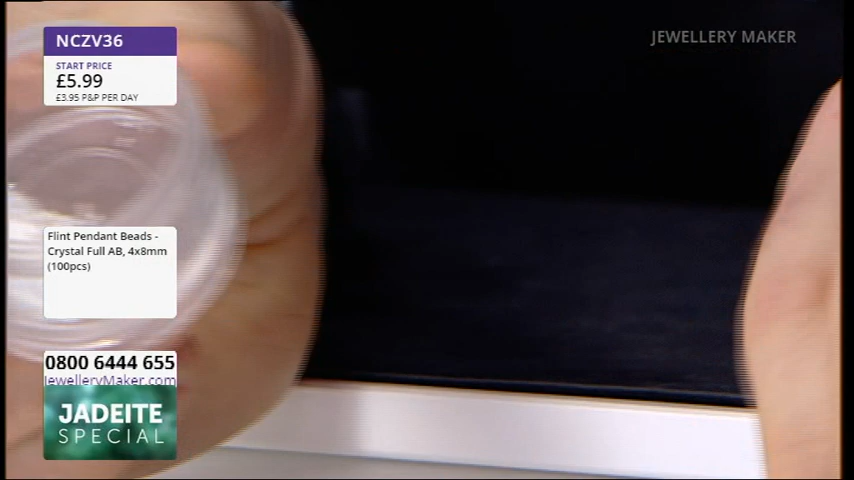 NCZV36
JEWELLERY MAKER
START PRICE
£5.99
£3.95 P&P PER DAY
Flint Pendant Beads -
Crystal Full AB, 4x8mm
(100pcs)
0800 6444 655
JewelleryMaker.com
JADEITE
SPECIAL